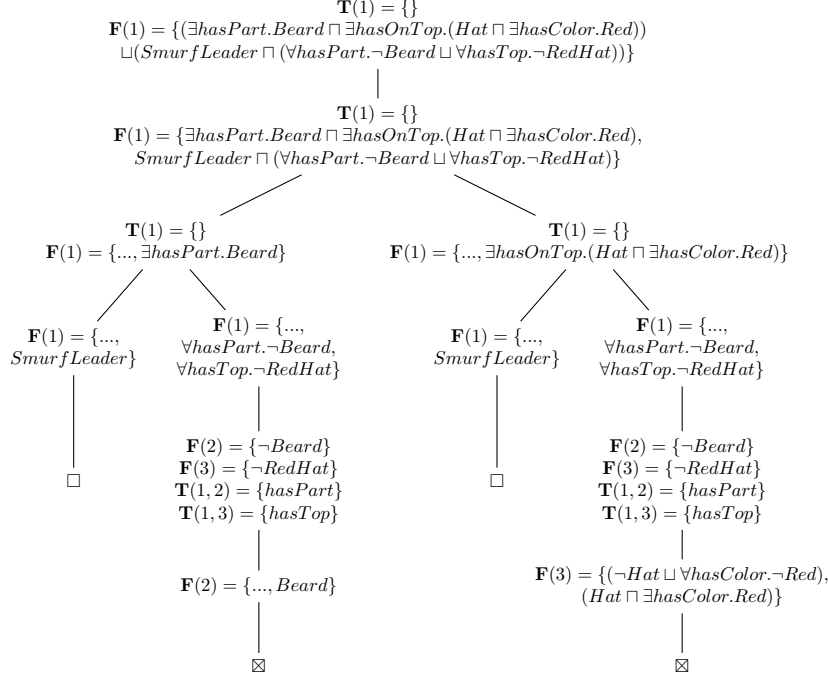 T(1) = {}
F(1) = {(∃hasPart.Beard ⊓ ∃hasOnTop.(Hat ⊓ ∃hasColor.Red))
⊔(SmurfLeader ⊓ (∀hasPart.¬Beard ⊔ ∀hasTop.¬RedHat))}
T(1) = {}
F(1) = {∃hasPart.Beard ⊓ ∃hasOnTop.(Hat ⊓ ∃hasColor.Red),
SmurfLeader ⊓ (∀hasPart.¬Beard ⊔ ∀hasTop.¬RedHat)}
T(1) = {}
F(1) = {..., ∃hasPart.Beard}
T(1) = {}
F(1) = {..., ∃hasOnTop.(Hat ⊓ ∃hasColor.Red)}
F(1) = {...,
SmurfLeader}
F(1) = {...,
∀hasPart.¬Beard,
∀hasTop.¬RedHat}
F(1) = {...,
SmurfLeader}
F(1) = {...,
∀hasPart.¬Beard,
∀hasTop.¬RedHat}
□
F(2) = {¬Beard}
F(3) = {¬RedHat}
T(1, 2) = {hasPart}
T(1, 3) = {hasTop}
□
F(2) = {¬Beard}
F(3) = {¬RedHat}
T(1, 2) = {hasPart}
T(1, 3) = {hasTop}
F(2) = {..., Beard}
F(3) = {(¬Hat ⊔ ∀hasColor.¬Red),
(Hat ⊓ ∃hasColor.Red)}
⊠
⊠